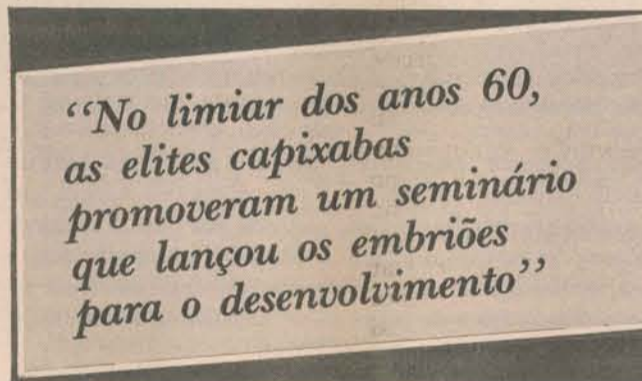 “No limiar dos anos 60,
as elites capixabas
promoveram um seminário
que lançou os embriões
para o desenvolvimento”